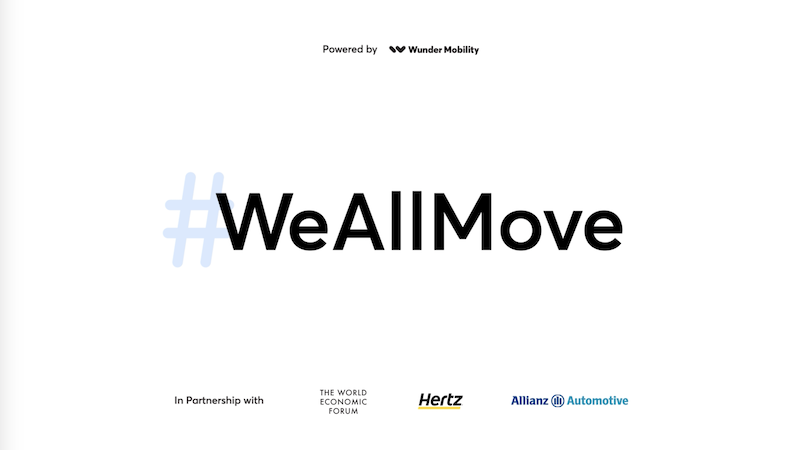 Powered by Wunder Mobility
#WeAllMove
In Partnership with
THE WORLD
ECONOMIC
FORUM
Hertz
Allianz Automotive